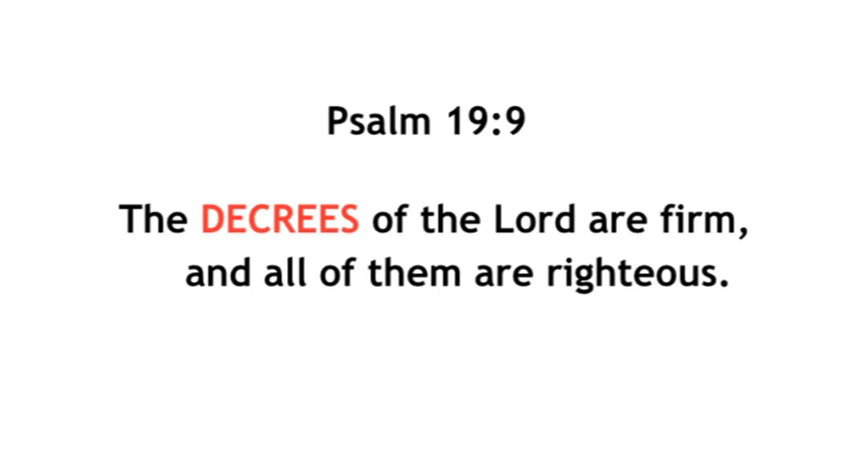 Psalm 19:9
The DECREES of the Lord are firm,
and all of them are righteous.